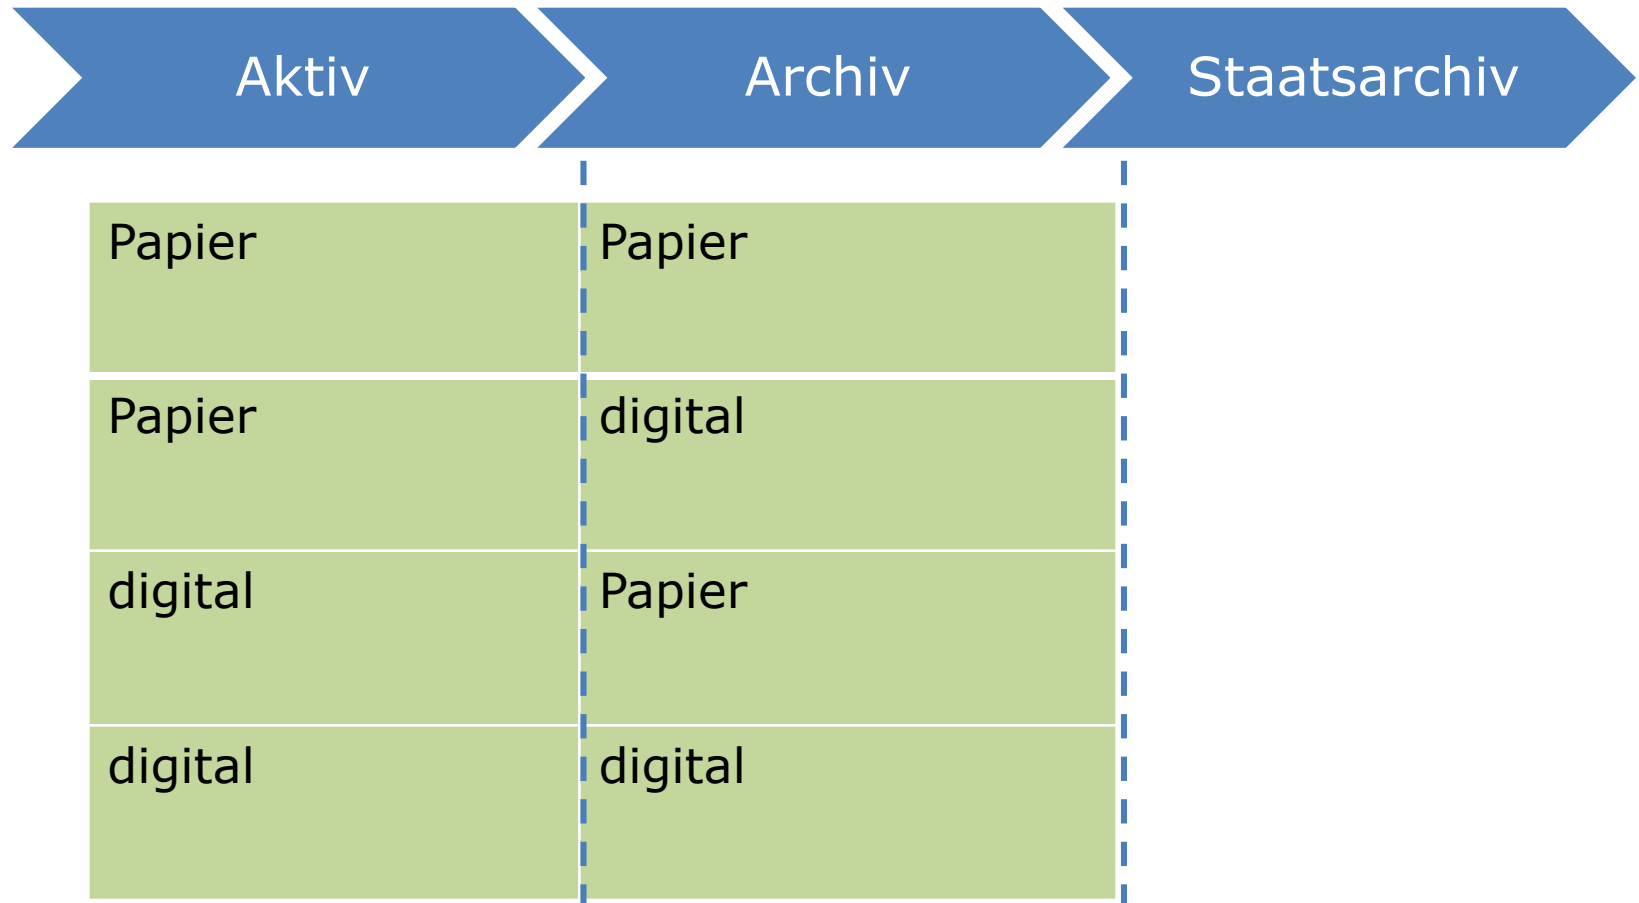 Aktiv
Archiv
Staatsarchiv
Papier
Papier
Papier
digital
digital
Papier
digital
digital